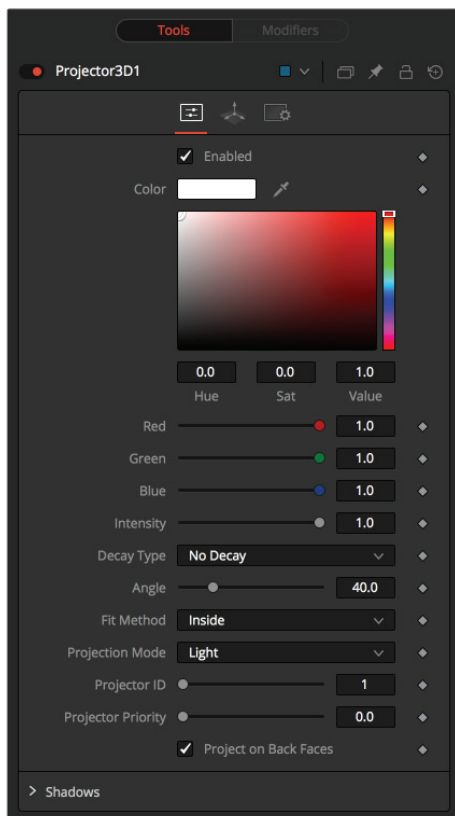 Tools Modifiers
Projector3D1
Enabled
Color
0.0 0.0 1.0
Hue Sat Value
Red 1.0
Green 1.0
Blue 1.0
Intensity 1.0
Decay Type No Decay
Angle 40.0
Fit Method Inside
Projection Mode Light
Projector ID 1
Projector Priority 0.0
Project on Back Faces
Shadows